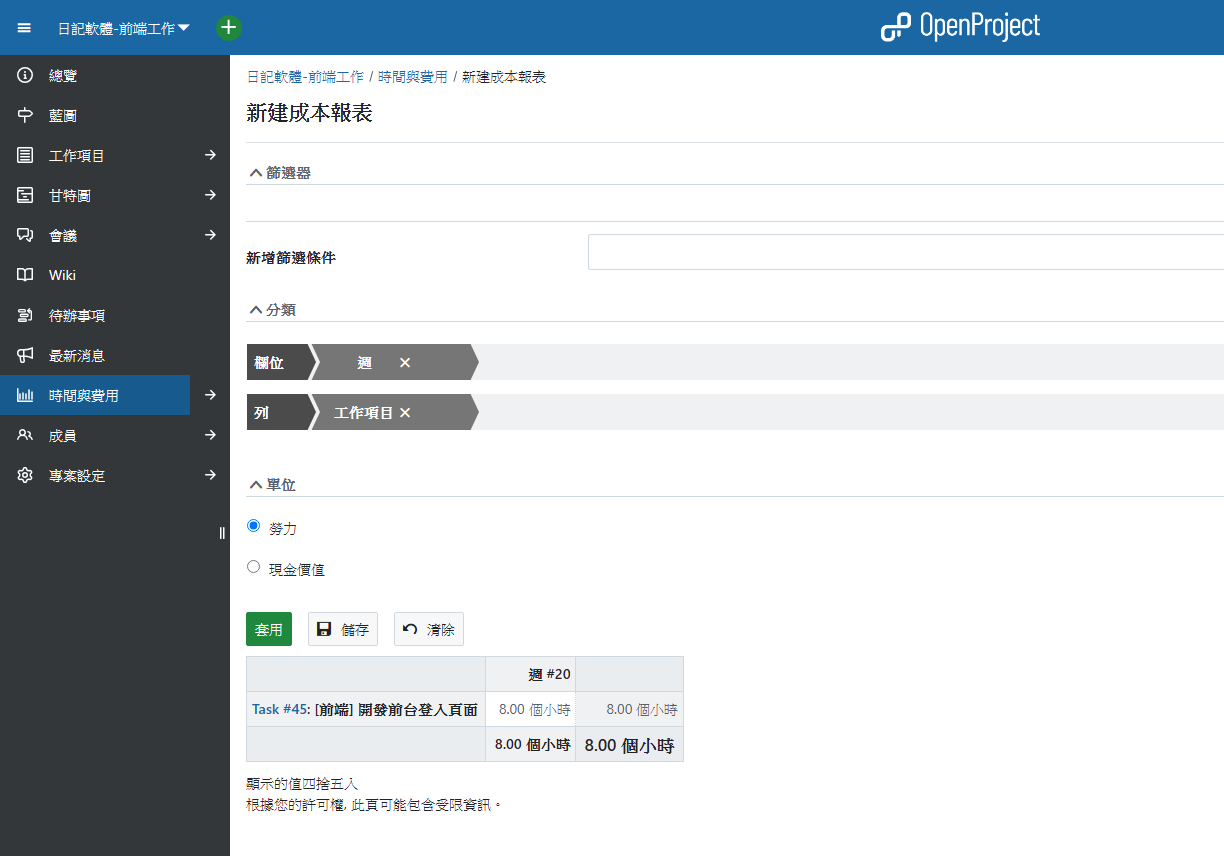 日記軟體-前端工作
OpenProject
總覽
藍圖
工作項目
甘特圖
會議
Wiki
待辦事項
最新消息
時間與費用
成員
專案設定
日記軟體-前端工作 / 時間與費用 / 新建成本報表
新建成本報表
篩選器
新增篩選條件
分類
欄位 週
列 工作項目
單位
勞力
現金價值
套用 儲存 清除
週 #20
Task #45: [前端] 開發前台登入頁面 8.00 個小時 8.00 個小時
8.00 個小時 8.00 個小時
顯示的值四捨五入
根據您的許可權, 此頁可能包含受限資訊。